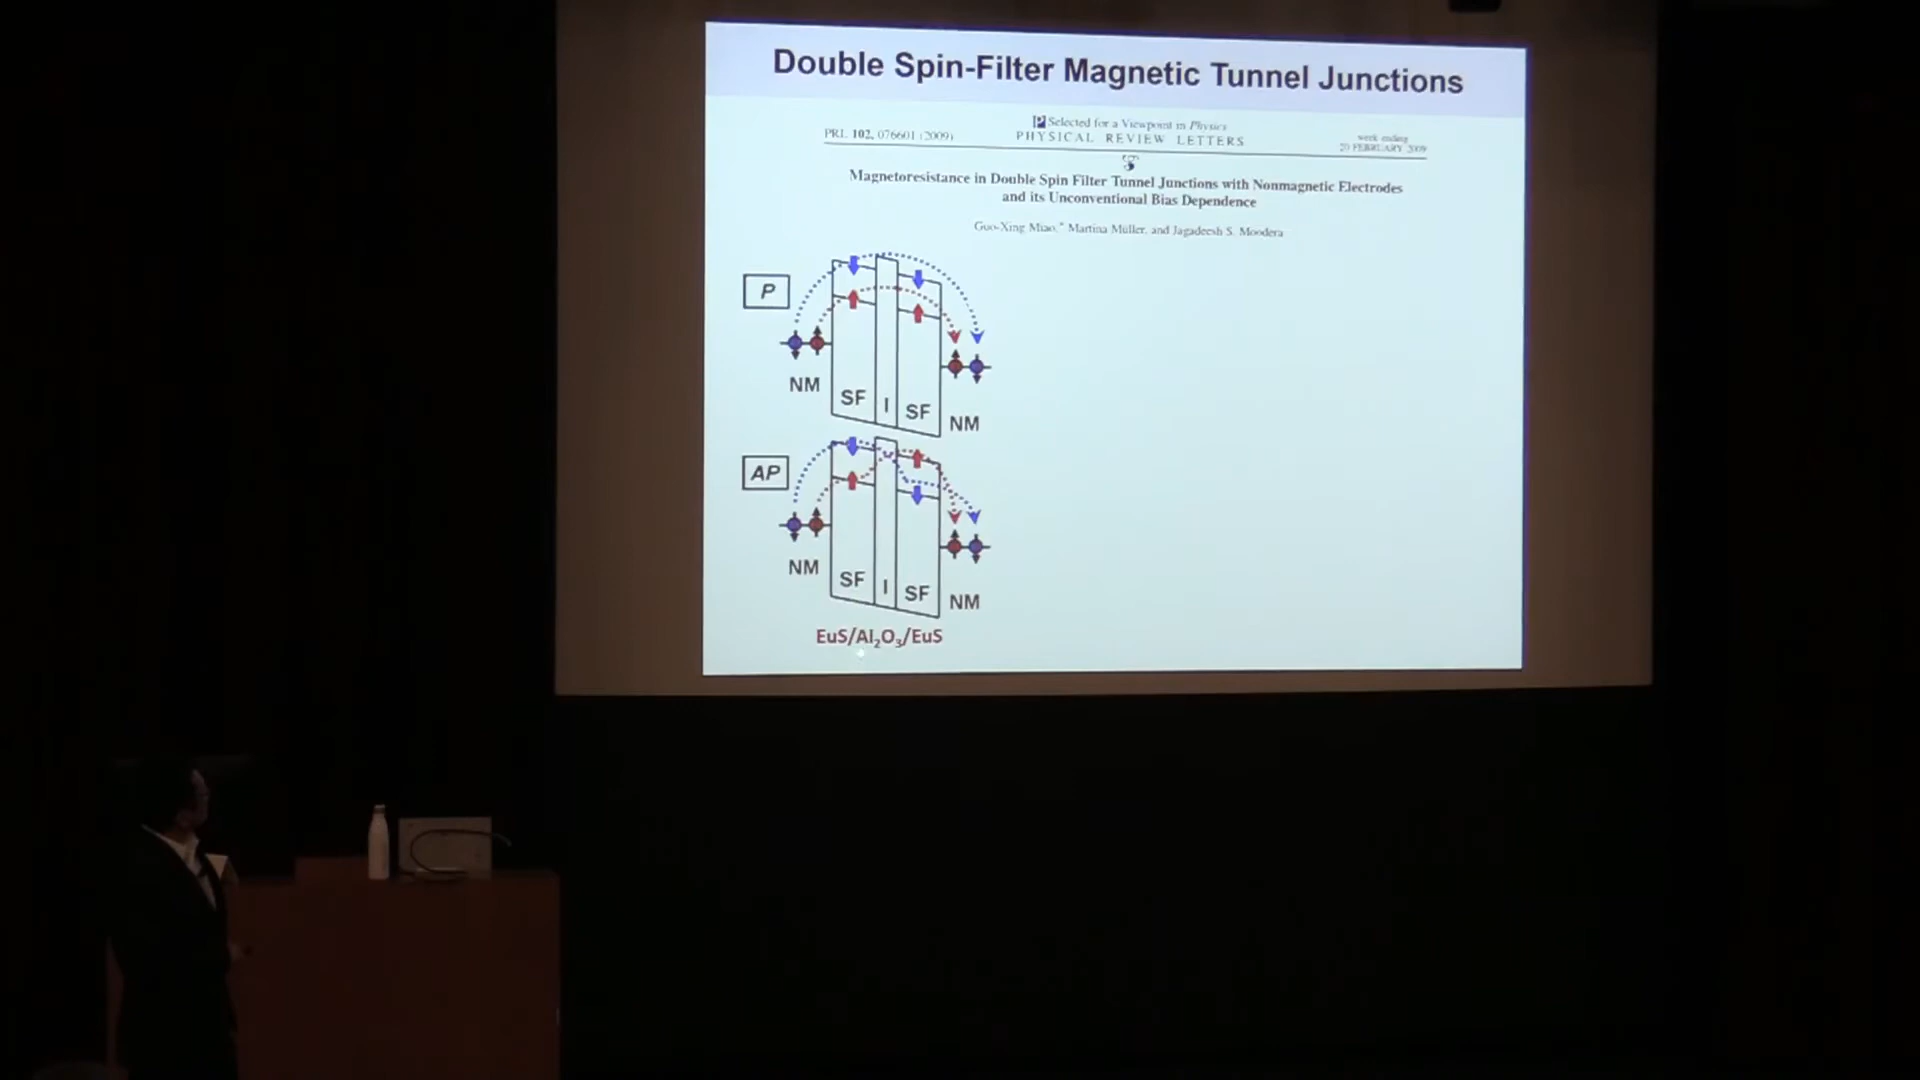 Double Spin-Filter Magnetic Tunnel Junctions
P Selected for a Viewpoint in Physics
PRL 102, 076601 (2009)
PHYSICAL REVIEW LETTERS
week ending
20 FEBRUARY 2009
Magnetoresistance in Double Spin Filter Tunnel Junctions with Nonmagnetic Electrodes
and its Unconventional Bias Dependence
Guo-Xing Miao,* Martina Müller, and Jagadeesh S. Moodera
P
NM
SF
I
SF
NM
AP
NM
SF
I
SF
NM
EuS/Al₂O₃/EuS